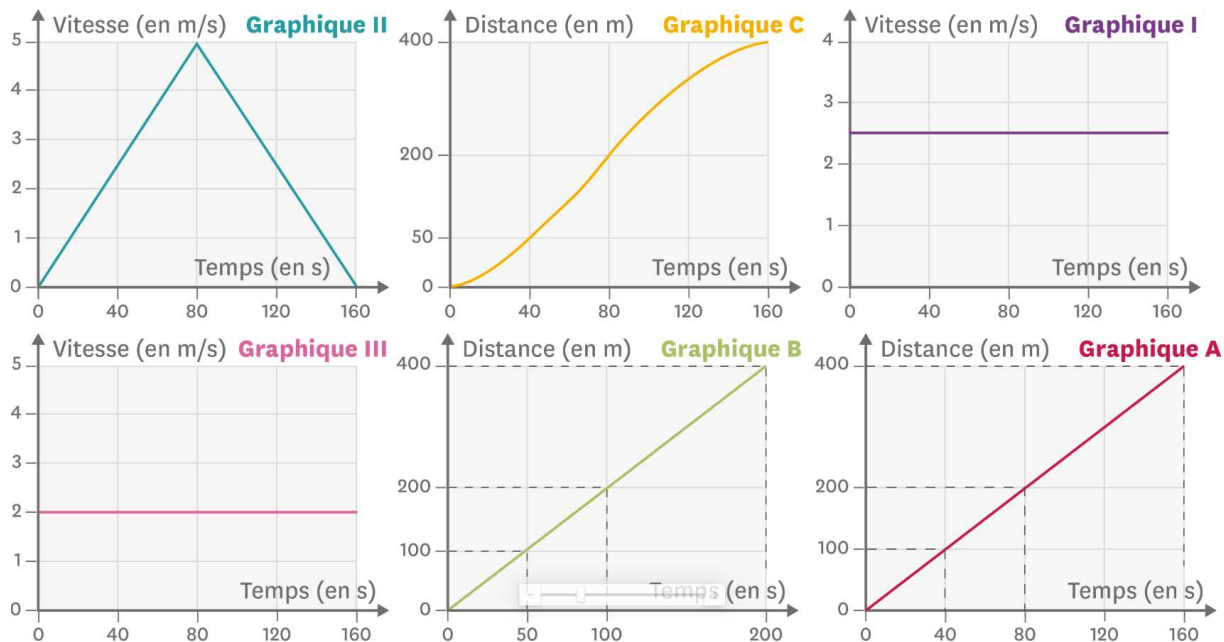 Vitesse (en m/s) Graphique II
5
4
3
2
1
0
Temps (en s)
0 40 80 120 160
Distance (en m) Graphique C
400
200
50
0
Temps (en s)
0 40 80 120 160
Vitesse (en m/s) Graphique I
4
3
2
1
0
Temps (en s)
0 40 80 120 160
Vitesse (en m/s) Graphique III
5
4
3
2
1
0
Temps (en s)
0 40 80 120 160
Distance (en m) Graphique B
400
200
100
0
Temps (en s)
0 50 100 200
Distance (en m) Graphique A
400
200
100
0
Temps (en s)
0 40 80 120 160